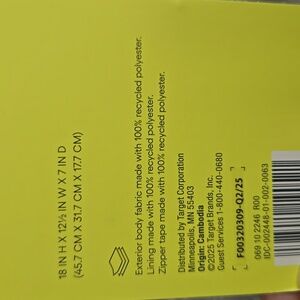 18 IN H X 12½ IN W X 7 IN D
(45.7 CM X 31.7 CM X 17.7 CM)
Exterior body fabric made with 100% recycled polyester.
Lining made with 100% recycled polyester.
Zipper tape made with 100% recycled polyester.
Distributed by Target Corporation
Minneapolis, MN 55403
Origin: Cambodia
©2025 Target Brands, Inc.
Guest Services 1-800-440-0680
F00320309-Q2/25
069 10 2246 R00
IDC-002448-01-002-0063